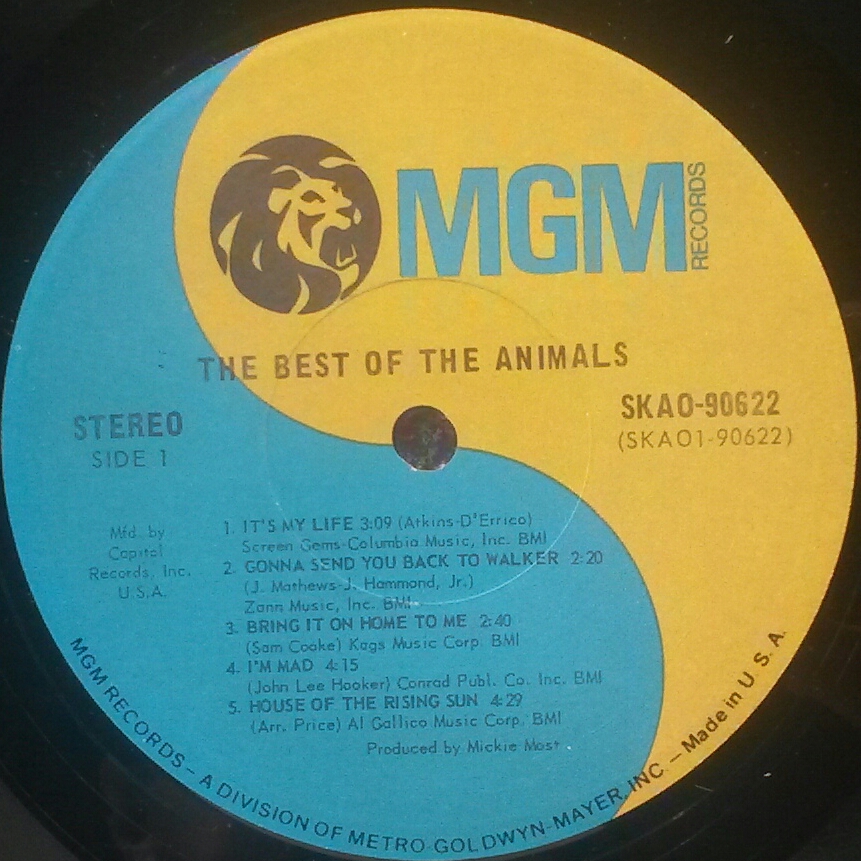 MGM RECORDS
THE BEST OF THE ANIMALS
STEREO
SIDE 1
SKAO-90622
(SKAO1-90622)
Mfd. by
Capitol
Records, Inc.
U.S.A.
1. IT'S MY LIFE 3:09 (Atkins-D'Errico)
Screen Gems-Columbia Music, Inc. BMI
2. GONNA SEND YOU BACK TO WALKER 2:20
(J. Mathews-J. Hammond, Jr.)
Zann Music, Inc. BMI
3. BRING IT ON HOME TO ME 2:40
(Sam Cooke) Kags Music Corp. BMI
4. I'M MAD 4:15
(John Lee Hooker) Conrad Publ. Co. Inc. BMI
5. HOUSE OF THE RISING SUN 4:29
(Arr. Price) Al Gallico Music Corp. BMI
Produced by Mickie Most
MGM RECORDS – A DIVISION OF METRO-GOLDWYN-MAYER, INC. – Made in U. S. A.